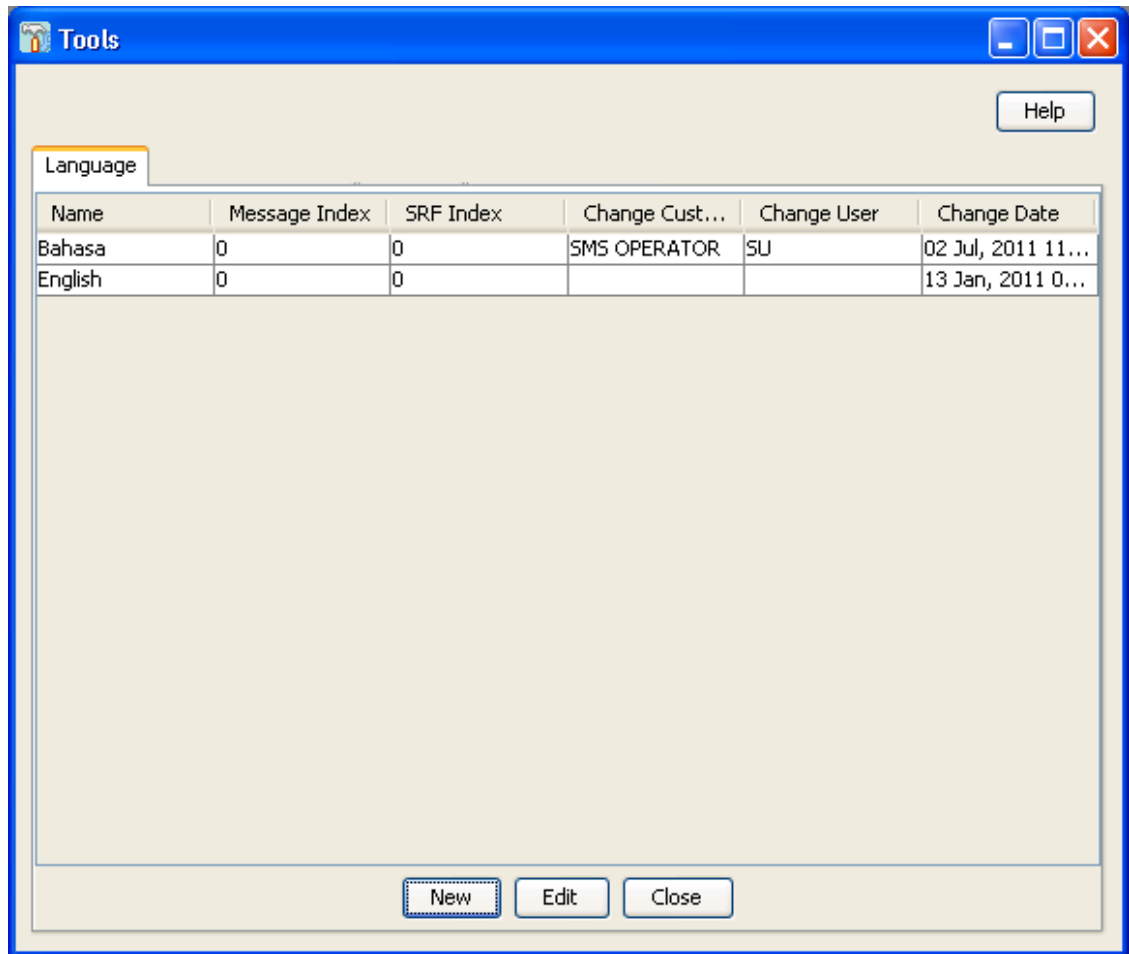 Tools
Help
Language
Name Message Index SRF Index Change Cust... Change User Change Date
Bahasa 0 0 SMS OPERATOR SU 02 Jul, 2011 11...
English 0 0 13 Jan, 2011 0...
New Edit Close